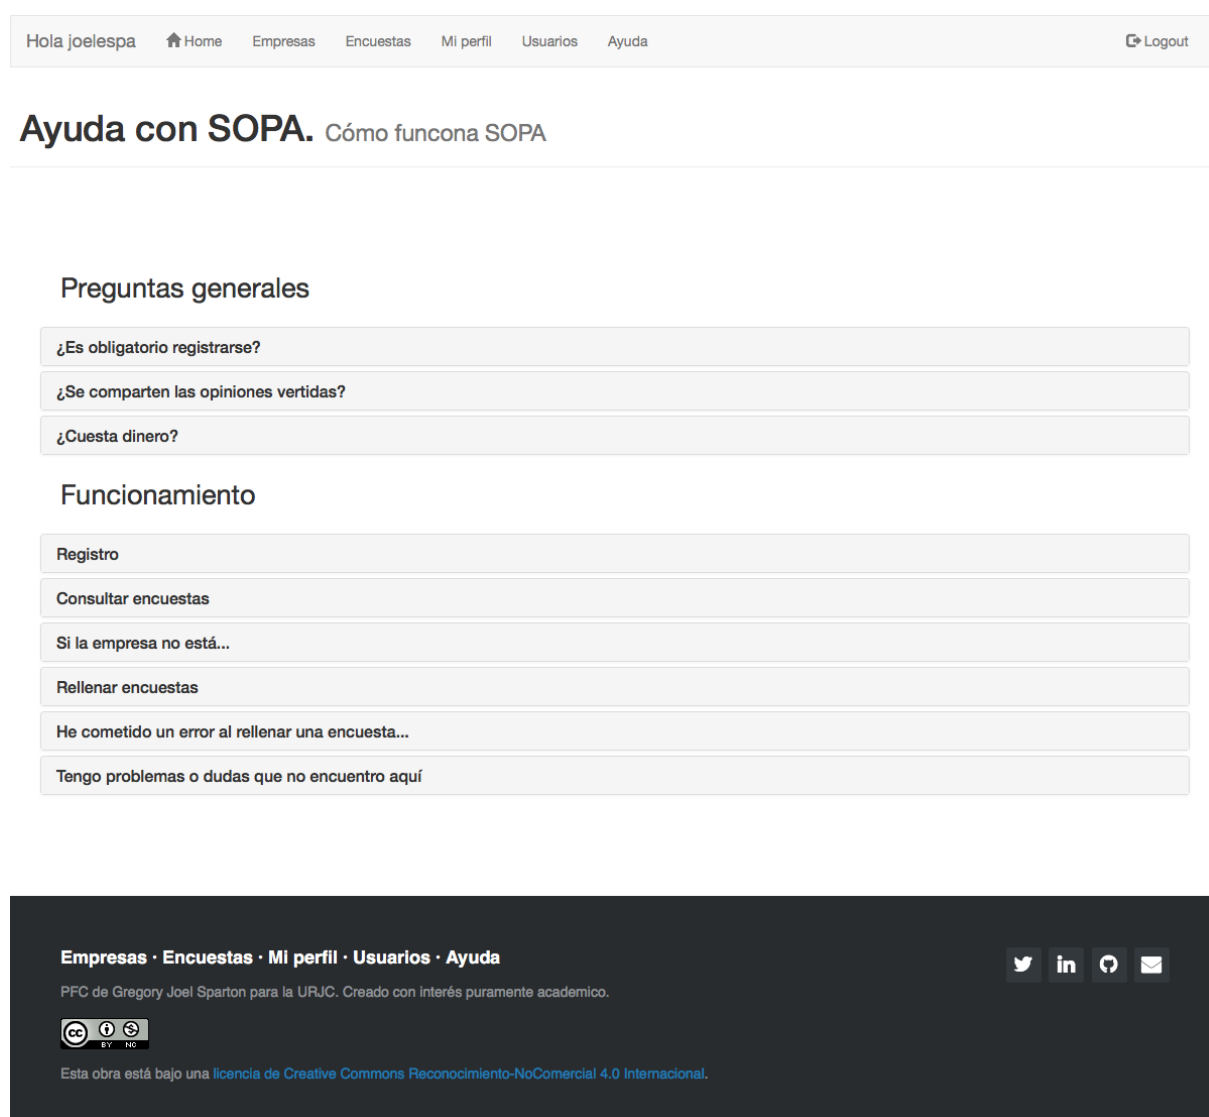 Hola joelespa Home Empresas Encuestas Mi perfil Usuarios Ayuda Logout
Ayuda con SOPA. Cómo funcona SOPA
Preguntas generales
¿Es obligatorio registrarse?
¿Se comparten las opiniones vertidas?
¿Cuesta dinero?
Funcionamiento
Registro
Consultar encuestas
Si la empresa no está...
Rellenar encuestas
He cometido un error al rellenar una encuesta...
Tengo problemas o dudas que no encuentro aquí
Empresas · Encuestas · Mi perfil · Usuarios · Ayuda
PFC de Gregory Joel Sparton para la URJC. Creado con interés puramente academico.
cc BY NC
Esta obra está bajo una licencia de Creative Commons Reconocimiento-NoComercial 4.0 Internacional.